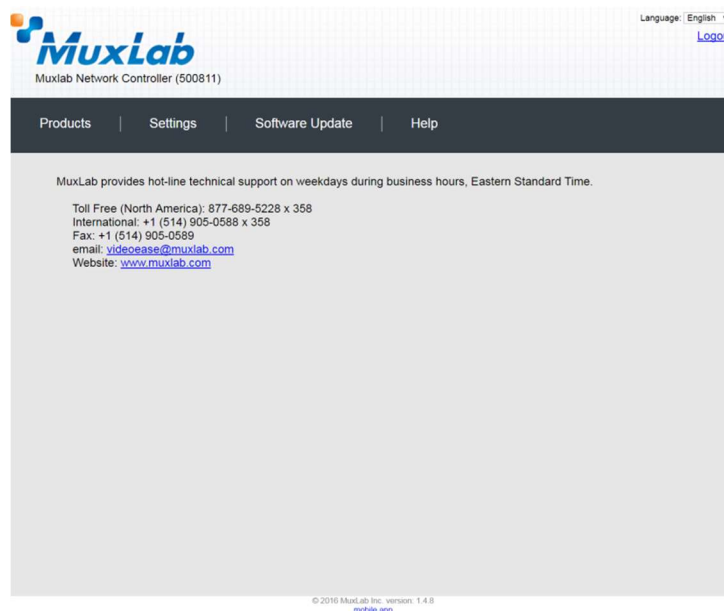 Language: English
MuxLab
Muxlab Network Controller (500811)
Products | Settings | Software Update | Help
MuxLab provides hot-line technical support on weekdays during business hours, Eastern Standard Time.
Toll Free (North America): 877-689-5228 x 358
International: +1 (514) 905-0588 x 358
Fax: +1 (514) 905-0589
email: videoease@muxlab.com
Website: www.muxlab.com
© 2016 MuxLab Inc. version: 1.4.8
mobile app